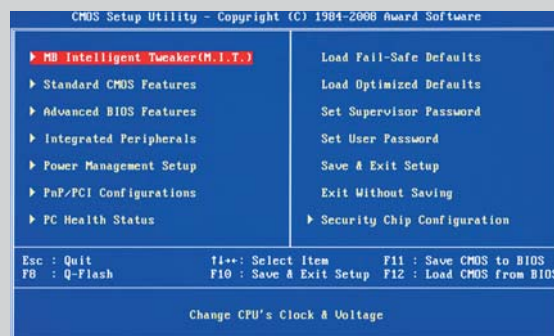 CMOS Setup Utility - Copyright (C) 1984-2008 Award Software
▶ MB Intelligent Tweaker(M.I.T.)
▶ Standard CMOS Features
▶ Advanced BIOS Features
▶ Integrated Peripherals
▶ Power Management Setup
▶ PnP/PCI Configurations
▶ PC Health Status
Load Fail-Safe Defaults
Load Optimized Defaults
Set Supervisor Password
Set User Password
Save & Exit Setup
Exit Without Saving
▶ Security Chip Configuration
Esc : Quit ↑↓→←: Select Item F11 : Save CMOS to BIOS
F8 : Q-Flash F10 : Save & Exit Setup F12 : Load CMOS from BIOS
Change CPU's Clock & Voltage